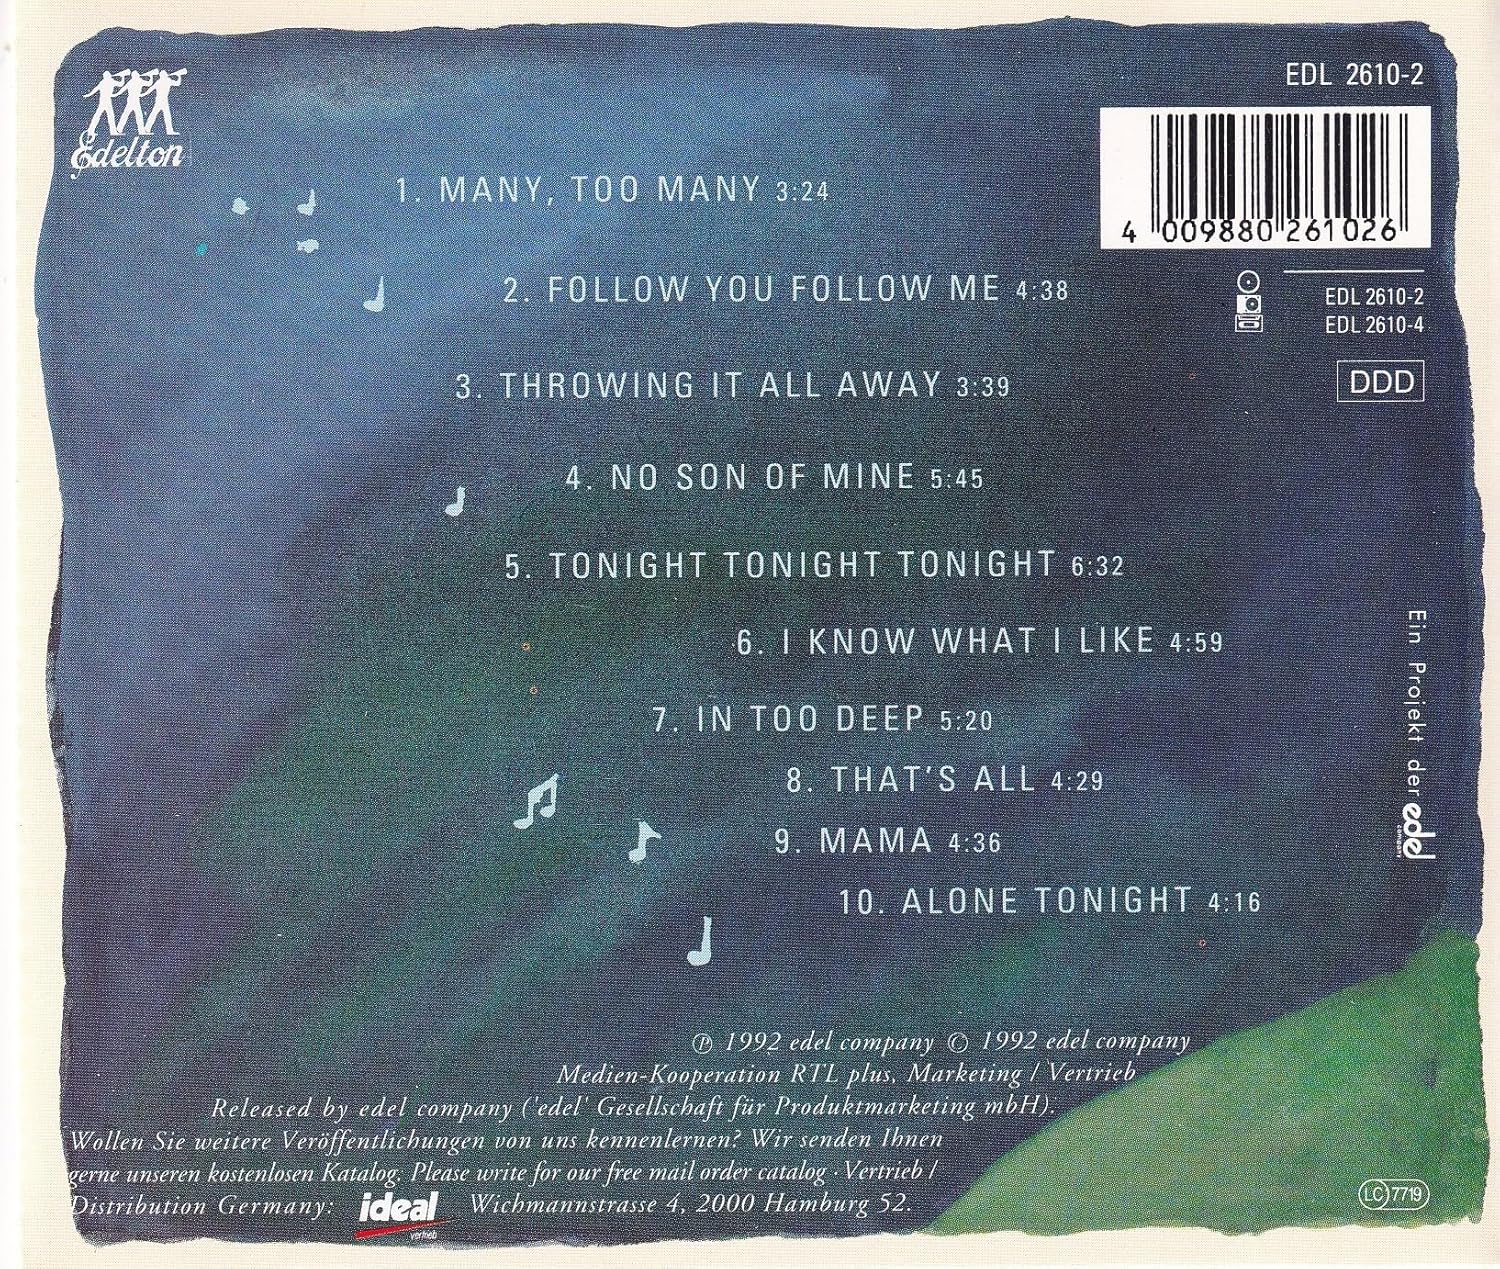 EDL 2610-2
Edelton
1. MANY, TOO MANY 3:24
4 009880 261026
2. FOLLOW YOU FOLLOW ME 4:38
EDL 2610-2
EDL 2610-4
3. THROWING IT ALL AWAY 3:39
DDD
4. NO SON OF MINE 5:45
5. TONIGHT TONIGHT TONIGHT 6:32
6. I KNOW WHAT I LIKE 4:59
7. IN TOO DEEP 5:20
8. THAT'S ALL 4:29
9. MAMA 4:36
10. ALONE TONIGHT 4:16
Ein Projekt der edel
company
℗ 1992 edel company © 1992 edel company
Medien-Kooperation RTL plus, Marketing / Vertrieb
Released by edel company ('edel' Gesellschaft für Produktmarketing mbH).
Wollen Sie weitere Veröffentlichungen von uns kennenlernen? Wir senden Ihnen
gerne unseren kostenlosen Katalog. Please write for our free mail order catalog · Vertrieb /
Distribution Germany: ideal vertrieb Wichmannstrasse 4, 2000 Hamburg 52.
LC 7719